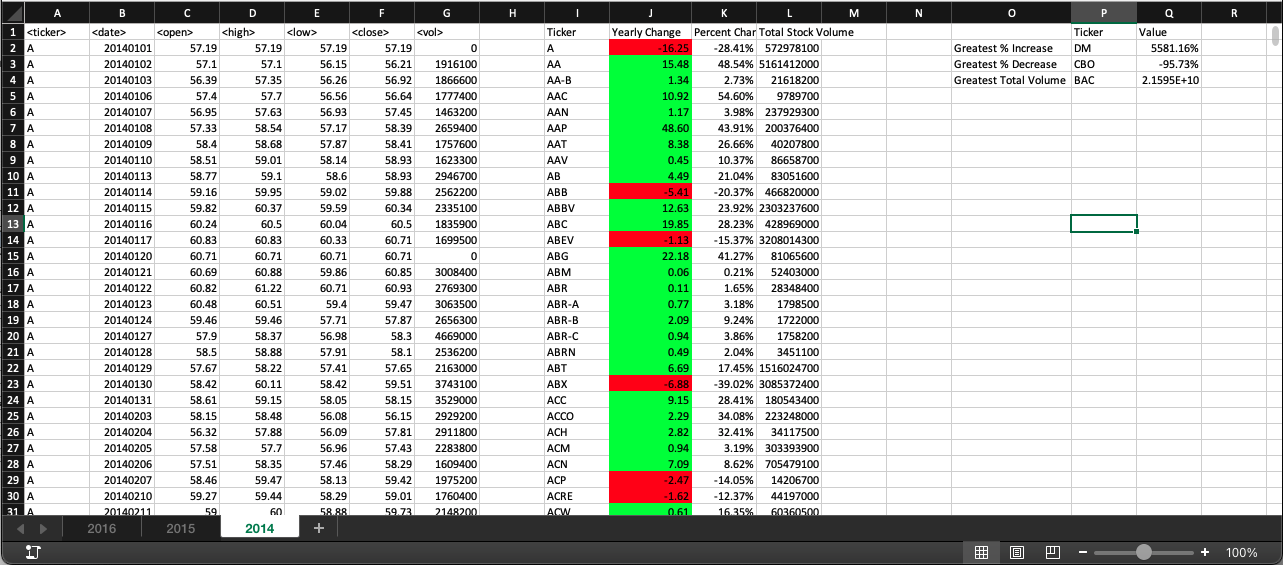 A B C D E F G H I J K L M N O P Q R
1 <ticker> <date> <open> <high> <low> <close> <vol> Ticker Yearly Change Percent Char Total Stock Volume Ticker Value
2 A 20140101 57.19 57.19 57.19 57.19 0 A -16.25 -28.41% 572978100 Greatest % Increase DM 5581.16%
3 A 20140102 57.1 57.1 56.15 56.21 1916100 AA 15.48 48.54% 5161412000 Greatest % Decrease CBO -95.73%
4 A 20140103 56.39 57.35 56.26 56.92 1866600 AA-B 1.34 2.73% 21618200 Greatest Total Volume BAC 2.1595E+10
5 A 20140106 57.4 57.7 56.56 56.64 1777400 AAC 10.92 54.60% 9789700
6 A 20140107 56.95 57.63 56.93 57.45 1463200 AAN 1.17 3.98% 237929300
7 A 20140108 57.33 58.54 57.17 58.39 2659400 AAP 48.60 43.91% 200376400
8 A 20140109 58.4 58.68 57.87 58.41 1757600 AAT 8.38 26.66% 40207800
9 A 20140110 58.51 59.01 58.14 58.93 1623300 AAV 0.45 10.37% 86658700
10 A 20140113 58.77 59.1 58.6 58.93 2946700 AB 4.49 21.04% 83051600
11 A 20140114 59.16 59.95 59.02 59.88 2562200 ABB -5.41 -20.37% 466820000
12 A 20140115 59.82 60.37 59.59 60.34 2335100 ABBV 12.63 23.92% 2303237600
13 A 20140116 60.24 60.5 60.04 60.5 1835900 ABC 19.85 28.23% 428969000
14 A 20140117 60.83 60.83 60.33 60.71 1699500 ABEV -1.13 -15.37% 3208014300
15 A 20140120 60.71 60.71 60.71 60.71 0 ABG 22.18 41.27% 81065600
16 A 20140121 60.69 60.88 59.86 60.85 3008400 ABM 0.06 0.21% 52403000
17 A 20140122 60.82 61.22 60.71 60.93 2769300 ABR 0.11 1.65% 28348400
18 A 20140123 60.48 60.51 59.4 59.47 3063500 ABR-A 0.77 3.18% 1798500
19 A 20140124 59.46 59.46 57.71 57.87 2656300 ABR-B 2.09 9.24% 1722000
20 A 20140127 57.9 58.37 56.98 58.3 4669000 ABR-C 0.94 3.86% 1758200
21 A 20140128 58.5 58.88 57.91 58.1 2536200 ABRN 0.49 2.04% 3451100
22 A 20140129 57.67 58.22 57.41 57.65 2163000 ABT 6.69 17.45% 1516024700
23 A 20140130 58.42 60.11 58.42 59.51 3743100 ABX -6.88 -39.02% 3085372400
24 A 20140131 58.61 59.15 58.05 58.15 3529000 ACC 9.15 28.41% 180543400
25 A 20140203 58.15 58.48 56.08 56.15 2929200 ACCO 2.29 34.08% 223248000
26 A 20140204 56.32 57.88 56.09 57.81 2911800 ACH 2.82 32.41% 34117500
27 A 20140205 57.58 57.7 56.96 57.43 2283800 ACM 0.94 3.19% 303393900
28 A 20140206 57.51 58.35 57.46 58.29 1609400 ACN 7.09 8.62% 705479100
29 A 20140207 58.46 59.47 58.13 59.42 1975200 ACP -2.47 -14.05% 14206700
30 A 20140210 59.27 59.44 58.29 59.01 1760400 ACRE -1.62 -12.37% 44197000
31 A 20140211 59 60 58.88 59.73 2148200 ACW 0.61 16.35% 60360500
2016 2015 2014 +
− + 100%